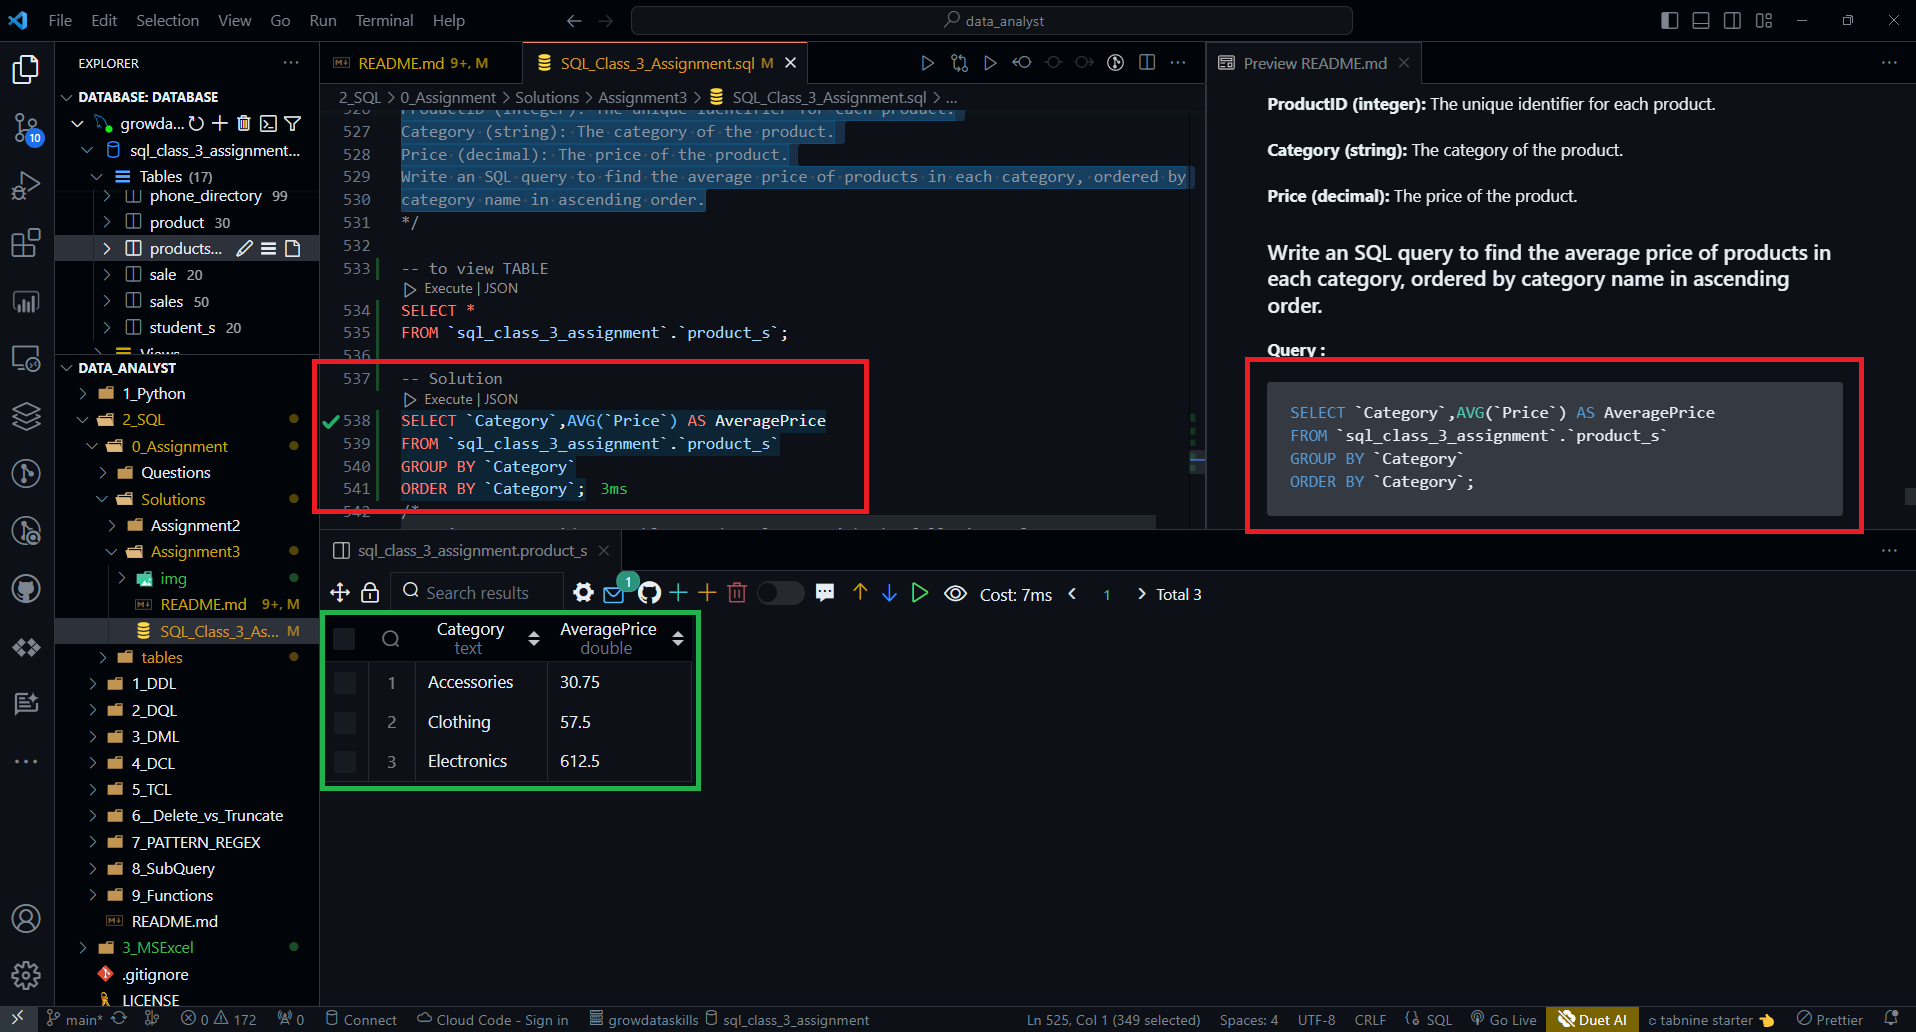 File Edit Selection View Go Run Terminal Help
data_analyst
EXPLORER
DATABASE: DATABASE
growda...
sql_class_3_assignment...
Tables (17)
phone_directory 99
product 30
products...
sale 20
sales 50
student_s 20
Views
DATA_ANALYST
1_Python
2_SQL
0_Assignment
Questions
Solutions
Assignment2
Assignment3
img
README.md 9+, M
SQL_Class_3_As... M
tables
1_DDL
2_DQL
3_DML
4_DCL
5_TCL
6__Delete_vs_Truncate
7_PATTERN_REGEX
8_SubQuery
9_Functions
README.md
3_MSExcel
.gitignore
LICENSE
10
README.md 9+, M
SQL_Class_3_Assignment.sql M
2_SQL > 0_Assignment > Solutions > Assignment3 > SQL_Class_3_Assignment.sql > ...
526 ProductID (integer): The unique identifier for each product.
527 Category (string): The category of the product.
528 Price (decimal): The price of the product.
529 Write an SQL query to find the average price of products in each category, ordered by
530 category name in ascending order.
531 */
532
533 -- to view TABLE
Execute | JSON
534 SELECT *
535 FROM `sql_class_3_assignment`.`product_s`;
536
537 -- Solution
Execute | JSON
538 SELECT `Category`,AVG(`Price`) AS AveragePrice
539 FROM `sql_class_3_assignment`.`product_s`
540 GROUP BY `Category`
541 ORDER BY `Category`; 3ms
542 /*
Preview README.md
ProductID (integer): The unique identifier for each product.
Category (string): The category of the product.
Price (decimal): The price of the product.
Write an SQL query to find the average price of products in
each category, ordered by category name in ascending
order.
Query :
SELECT `Category`,AVG(`Price`) AS AveragePrice
FROM `sql_class_3_assignment`.`product_s`
GROUP BY `Category`
ORDER BY `Category`;
sql_class_3_assignment.product_s
Search results
1
Cost: 7ms < 1 > Total 3
Category AveragePrice
text double
1 Accessories 30.75
2 Clothing 57.5
3 Electronics 612.5
main* 0 172 0 Connect Cloud Code - Sign in growdataskills sql_class_3_assignment Ln 525, Col 1 (349 selected) Spaces: 4 UTF-8 CRLF SQL Go Live Duet AI tabnine starter Prettier